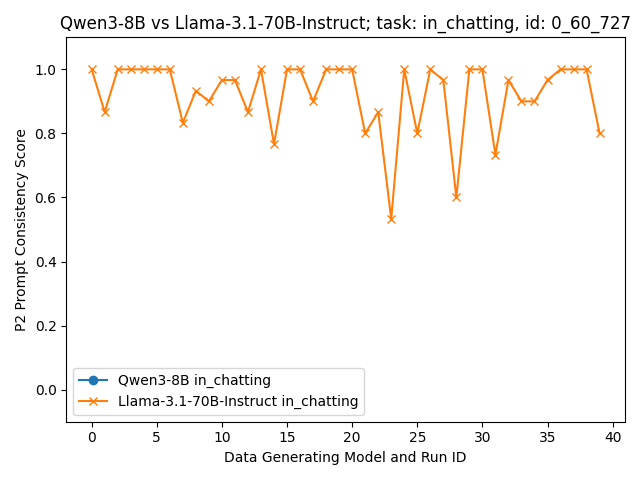 Qwen3-8B vs Llama-3.1-70B-Instruct; task: in_chatting, id: 0_60_727
P2 Prompt Consistency Score
1.0
0.8
0.6
0.4
0.2
0.0
Qwen3-8B in_chatting
Llama-3.1-70B-Instruct in_chatting
0 5 10 15 20 25 30 35 40
Data Generating Model and Run ID